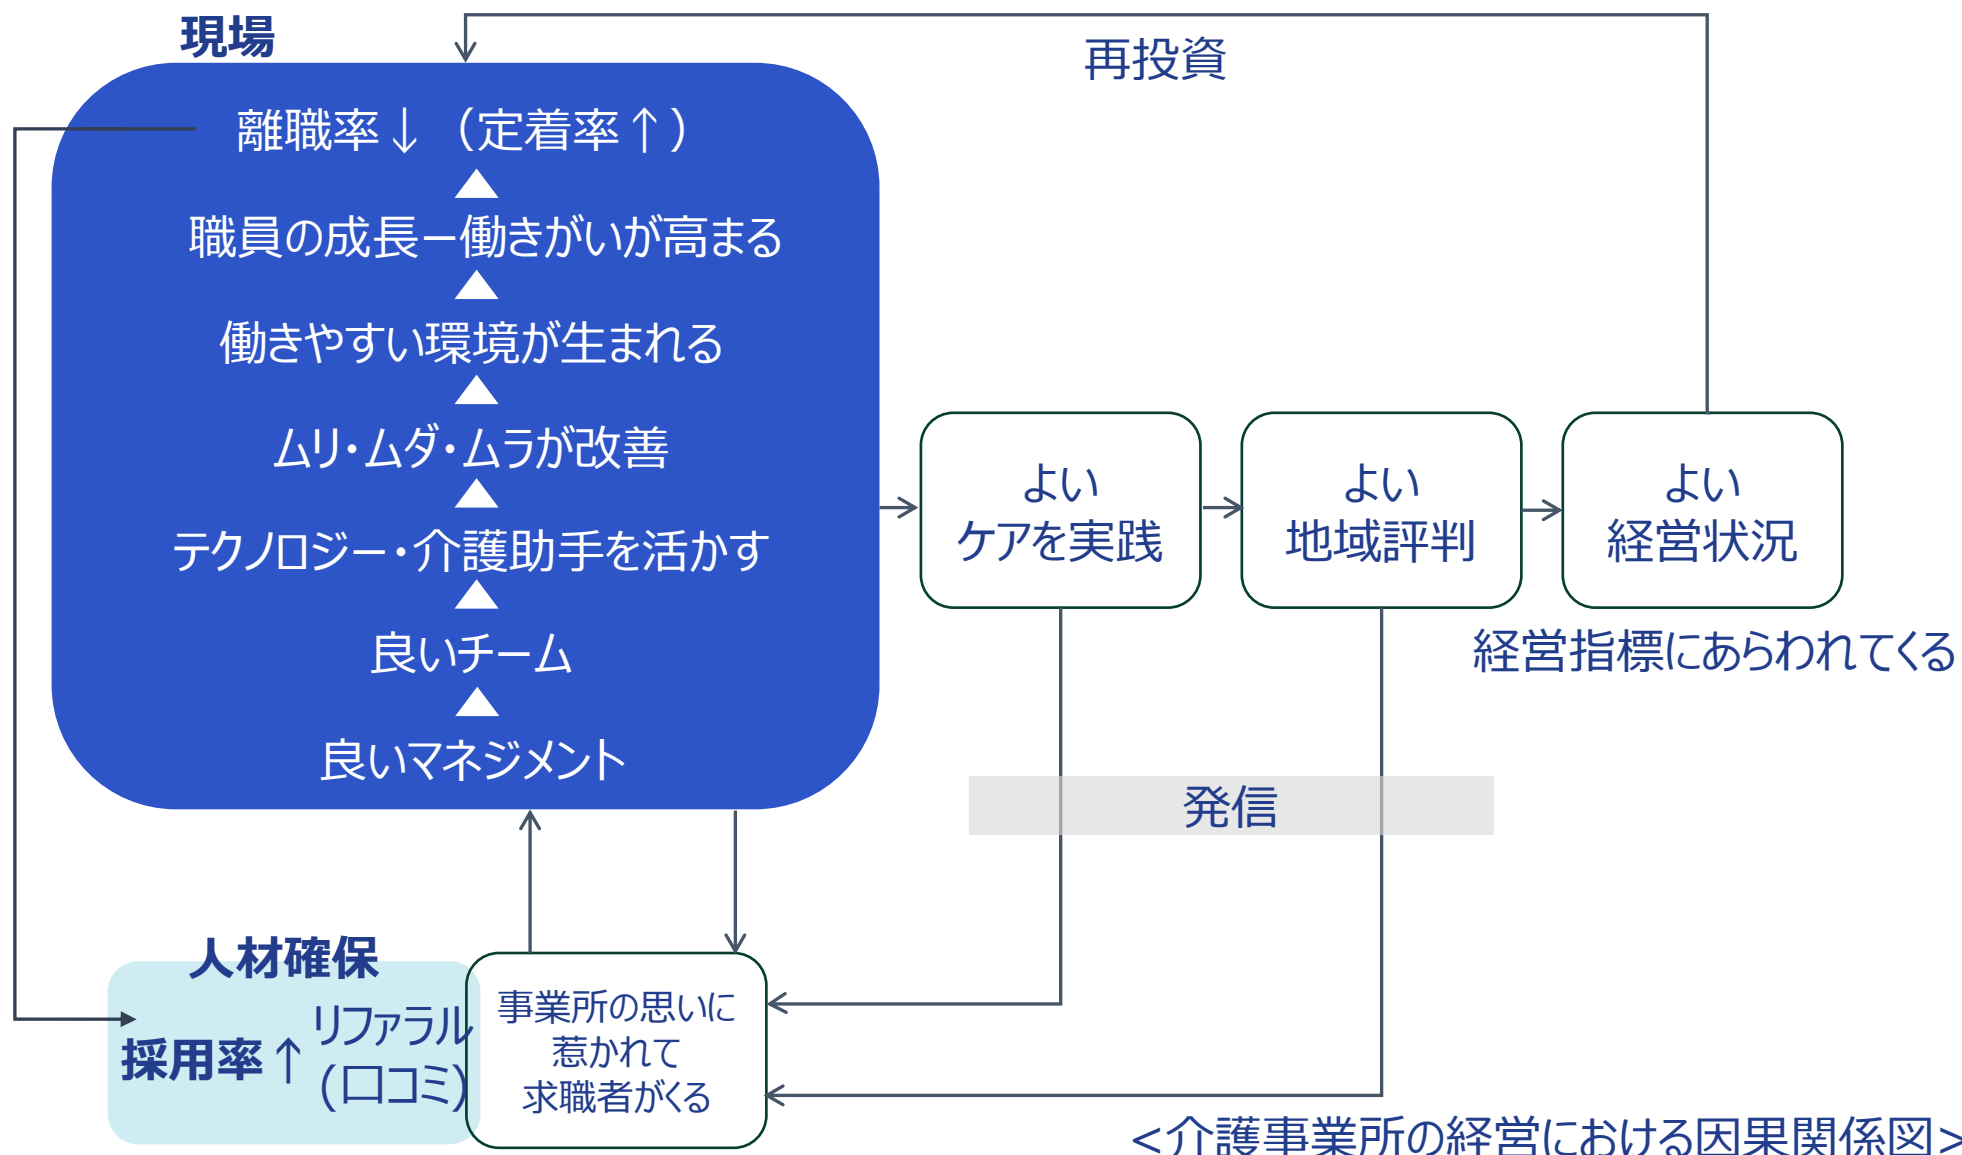 現場
再投資
離職率↓（定着率↑）
職員の成長－働きがいが高まる
働きやすい環境が生まれる
ムリ・ムダ・ムラが改善
テクノロジー・介護助手を活かす
良いチーム
良いマネジメント
よい
ケアを実践
よい
地域評判
よい
経営状況
経営指標にあらわれてくる
発信
人材確保
採用率↑
リファラル
(口コミ)
事業所の思いに
惹かれて
求職者がくる
<介護事業所の経営における因果関係図>